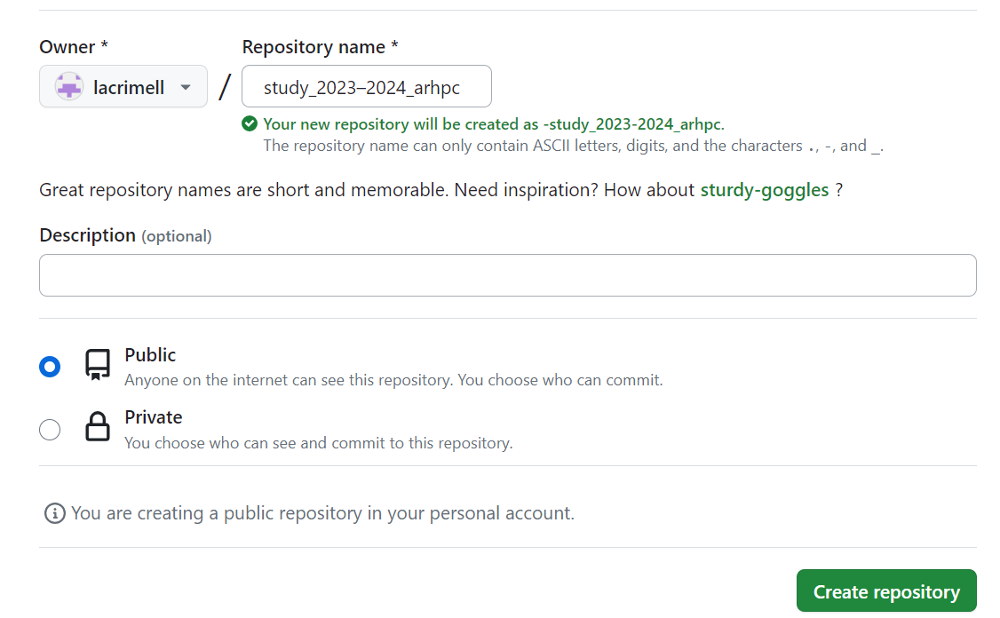 Owner *
Repository name *
lacrimell
/
study_2023–2024_arhpc
Your new repository will be created as -study_2023-2024_arhpc.
The repository name can only contain ASCII letters, digits, and the characters ., -, and _.
Great repository names are short and memorable. Need inspiration? How about sturdy-goggles ?
Description (optional)
Public
Anyone on the internet can see this repository. You choose who can commit.
Private
You choose who can see and commit to this repository.
You are creating a public repository in your personal account.
Create repository